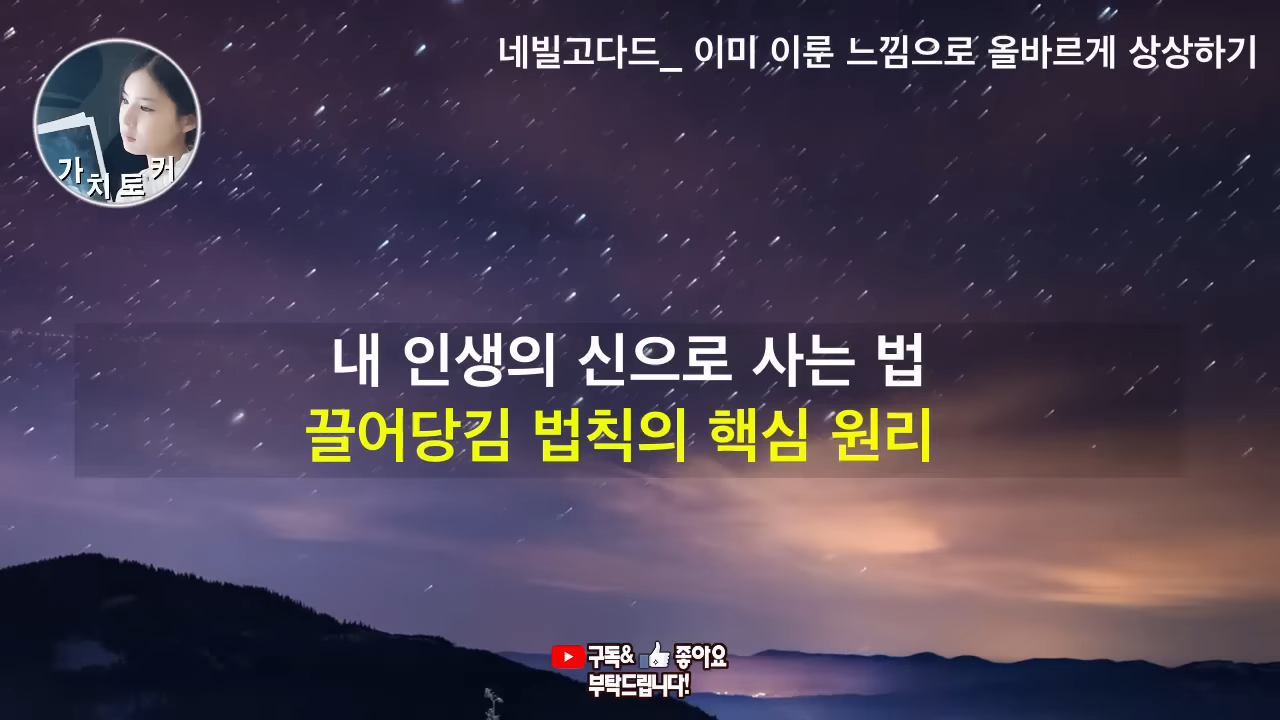 네빌고다드_ 이미 이룬 느낌으로 올바르게 상상하기
가치토커
내 인생의 신으로 사는 법
끌어당김 법칙의 핵심 원리
구독& 좋아요
부탁드립니다!